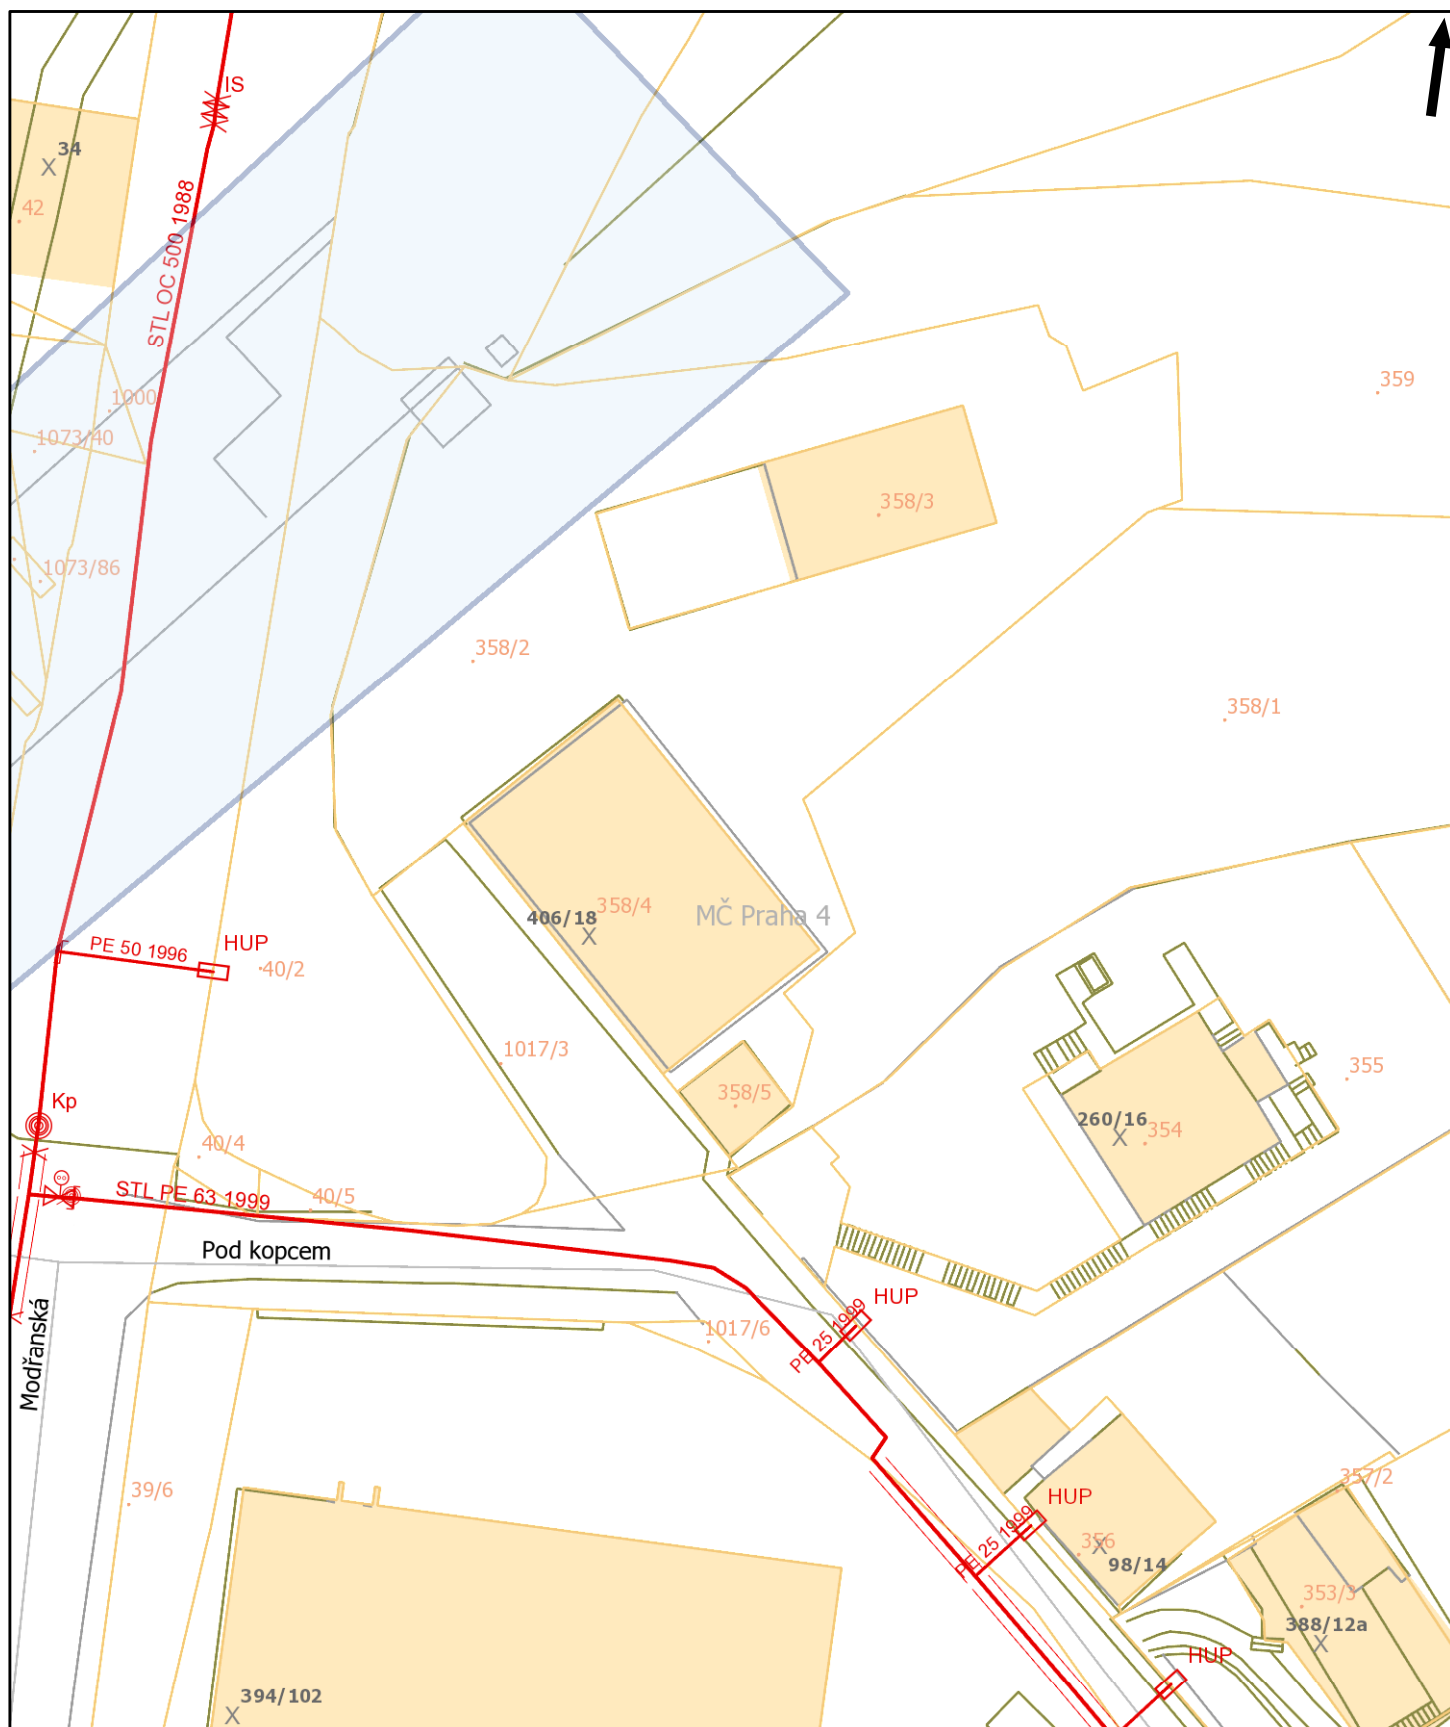 IS
34
42
STL OC 500 1988
1000
359
1073/40
358/3
1073/86
358/2
358/1
358/4
406/18
MČ Praha 4
PE 50 1996
HUP
40/2
1017/3
355
358/5
Kp
260/16
354
40/4
STL PE 63 1999
40/5
Pod kopcem
HUP
Modřanská
PE 25 1999
1017/6
39/6
357/2
HUP
PE 25 1999
356
98/14
353/3
388/12a
HUP
394/102